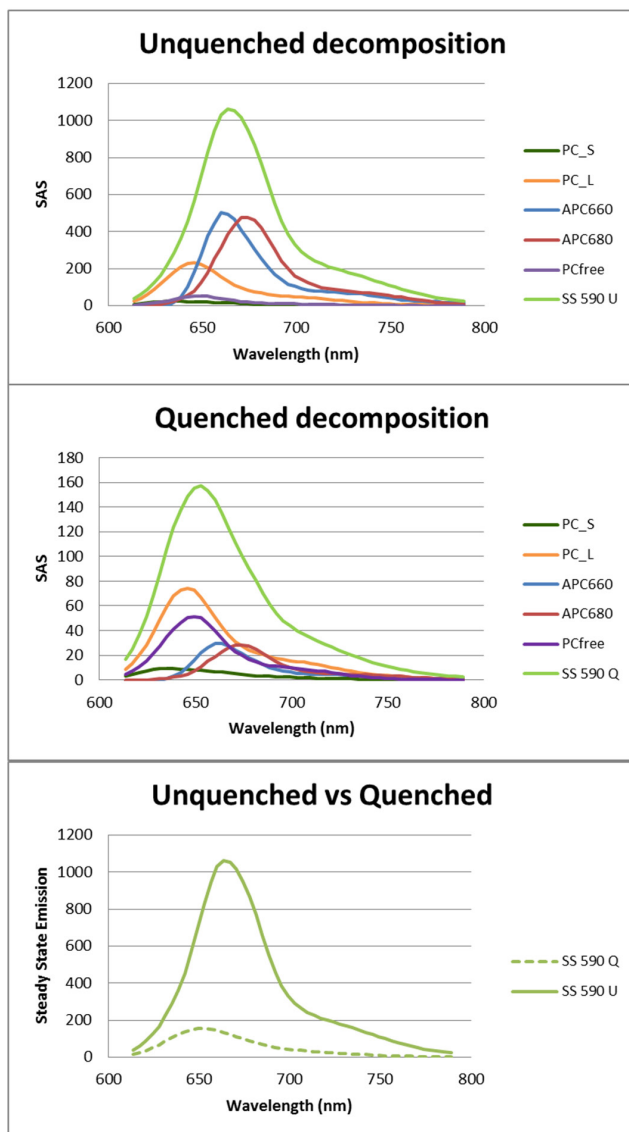 Unquenched decomposition
1200
1000
800
600
400
200
0
SAS
600 650 700 750 800
Wavelength (nm)
PC_S
PC_L
APC660
APC680
PCfree
SS 590 U
Quenched decomposition
180
160
140
120
100
80
60
40
20
0
SAS
600 650 700 750 800
Wavelength (nm)
PC_S
PC_L
APC660
APC680
PCfree
SS 590 Q
Unquenched vs Quenched
1200
1000
800
600
400
200
0
Steady State Emission
600 650 700 750 800
Wavelength (nm)
SS 590 Q
SS 590 U